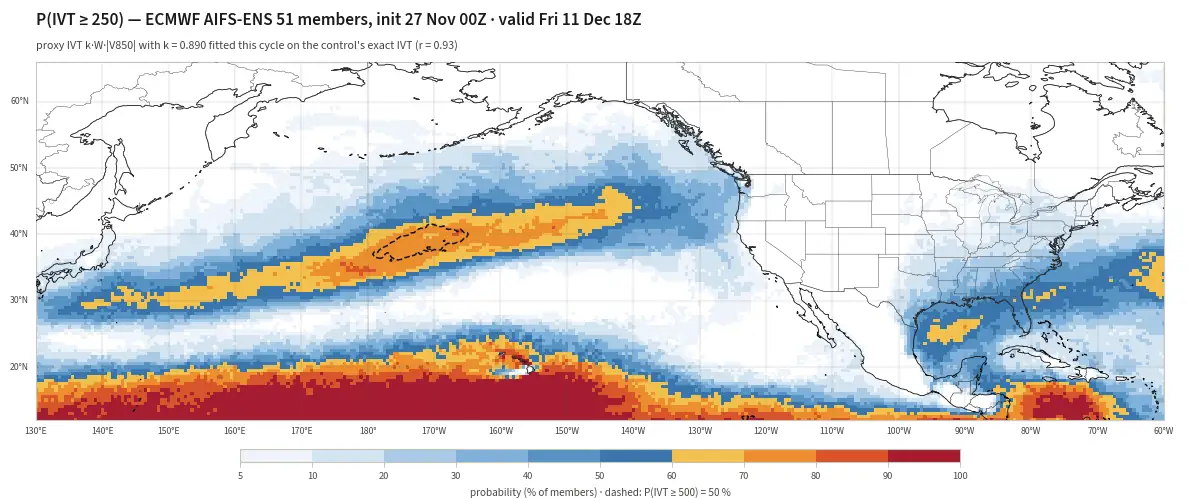 P(IVT ≥ 250) — ECMWF AIFS-ENS 51 members, init 27 Nov 00Z · valid Fri 11 Dec 18Z
proxy IVT k·W·|V850| with k = 0.890 fitted this cycle on the control's exact IVT (r = 0.93)
60°N
50°N
40°N
30°N
20°N
130°E 140°E 150°E 160°E 170°E 180° 170°W 160°W 150°W 140°W 130°W 120°W 110°W 100°W 90°W 80°W 70°W 60°W
5 10 20 30 40 50 60 70 80 90 100
probability (% of members) · dashed: P(IVT ≥ 500) = 50 %